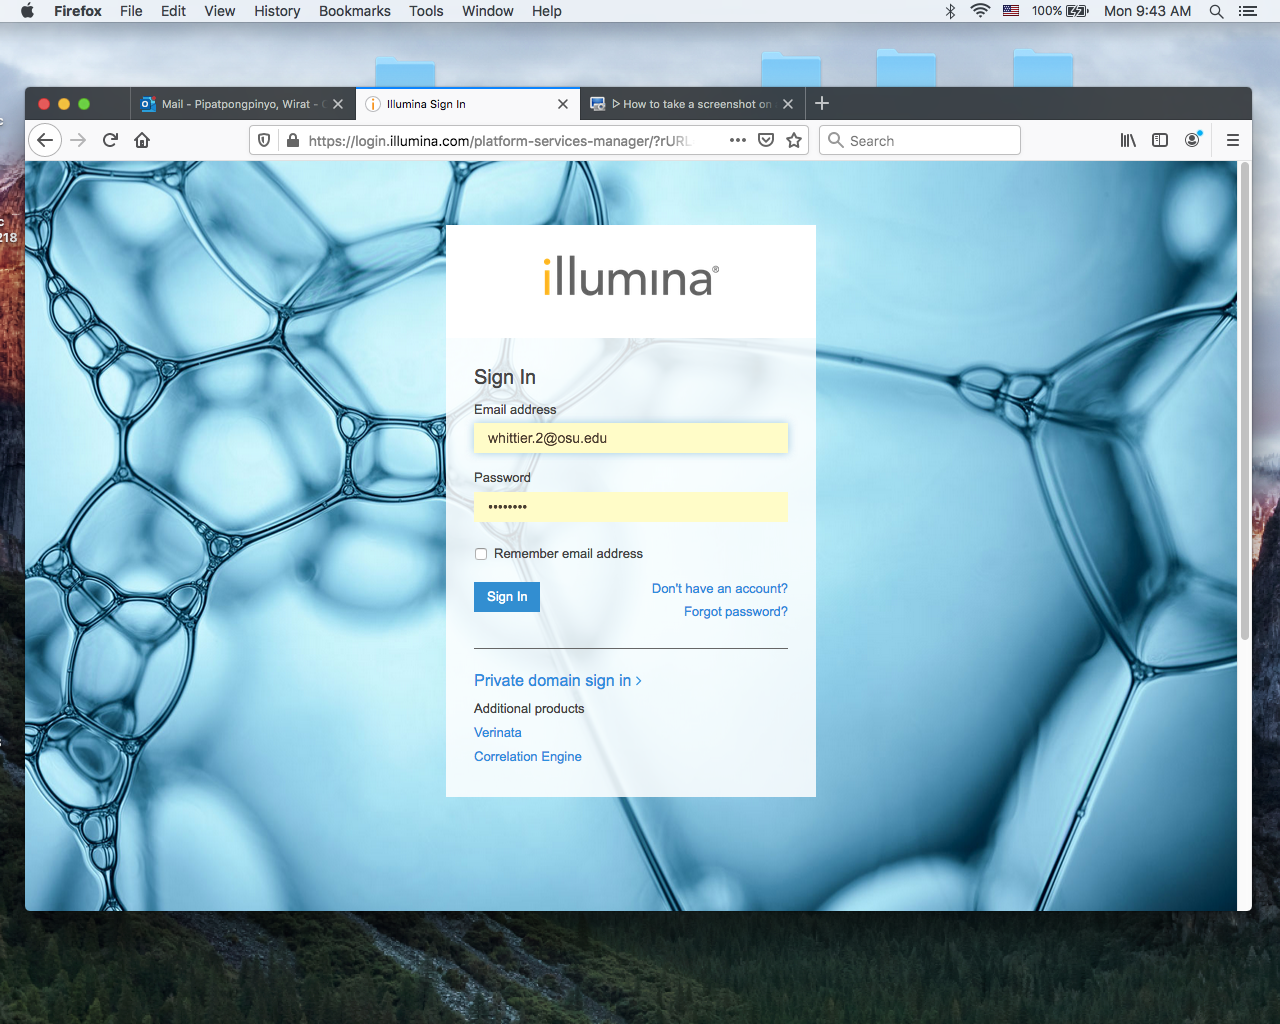 Firefox File Edit View History Bookmarks Tools Window Help 100% Mon 9:43 AM
Mail - Pipatpongpinyo, Wirat - Illumina Sign In How to take a screenshot on
https://login.illumina.com/platform-services-manager/?rURL Search
218
illumina®
Sign In
Email address
whittier.2@osu.edu
Password
••••••••
Remember email address
Sign In
Don't have an account?
Forgot password?
Private domain sign in >
Additional products
Verinata
Correlation Engine